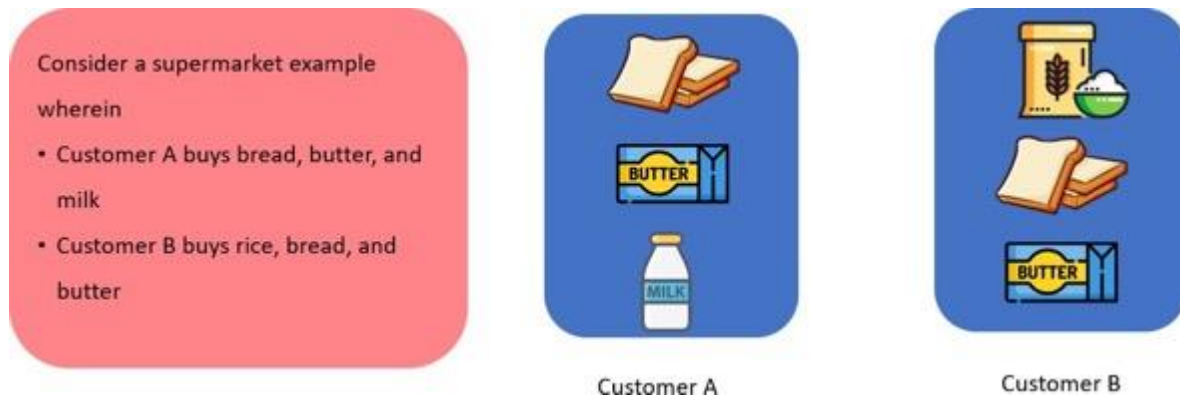 Consider a supermarket example
wherein
• Customer A buys bread, butter, and
milk
• Customer B buys rice, bread, and
butter
BUTTER
MILK
Customer A
BUTTER
Customer B